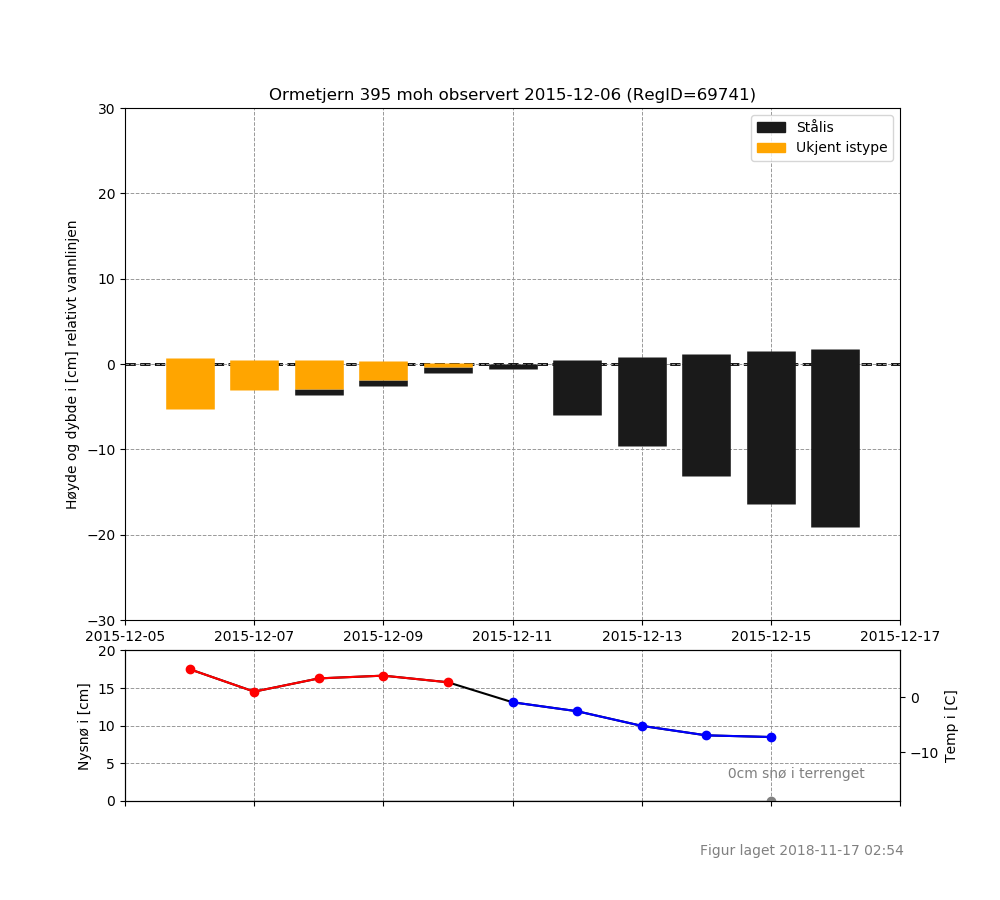 Ormetjern 395 moh observert 2015-12-06 (RegID=69741)
Stålis
Ukjent istype
Høyde og dybde i [cm] relativt vannlinjen
30
20
10
0
−10
−20
−30
2015-12-05 2015-12-07 2015-12-09 2015-12-11 2015-12-13 2015-12-15 2015-12-17
Nysnø i [cm]
20
15
10
5
0
0
−10
Temp i [C]
0cm snø i terrenget
Figur laget 2018-11-17 02:54